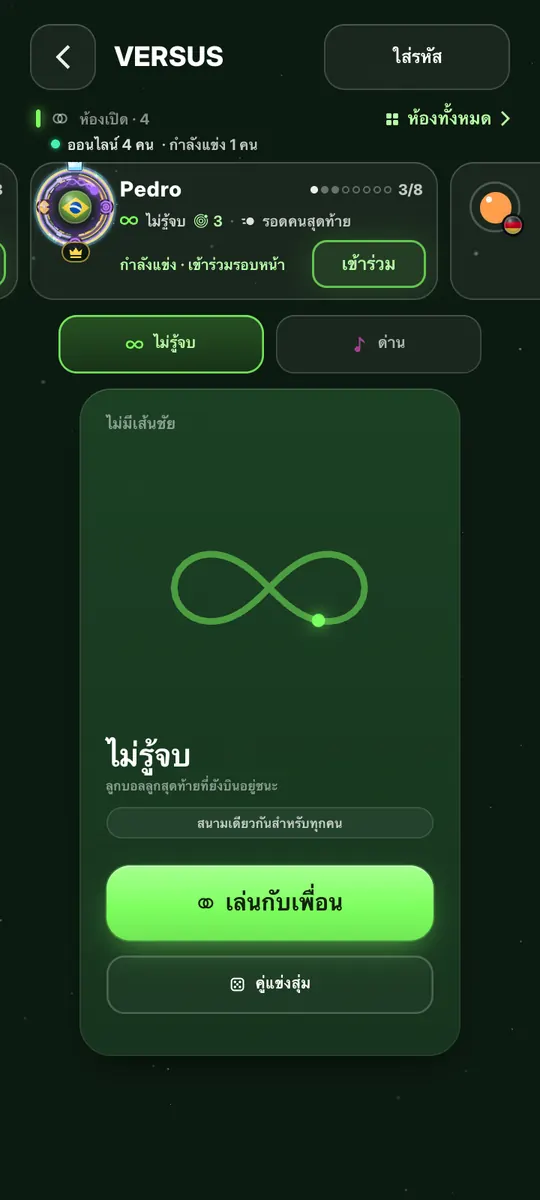 VERSUS
ใส่รหัส
ห้องเปิด · 4
ห้องทั้งหมด
ออนไลน์ 4 คน · กำลังแข่ง 1 คน
Pedro
3/8
ไม่รู้จบ 3 · รอดคนสุดท้าย
กำลังแข่ง · เข้าร่วมรอบหน้า
เข้าร่วม
ไม่รู้จบ
ด่าน
ไม่มีเส้นชัย
ไม่รู้จบ
ลูกบอลลูกสุดท้ายที่ยังบินอยู่ชนะ
สนามเดียวกันสำหรับทุกคน
เล่นกับเพื่อน
คู่แข่งสุ่ม